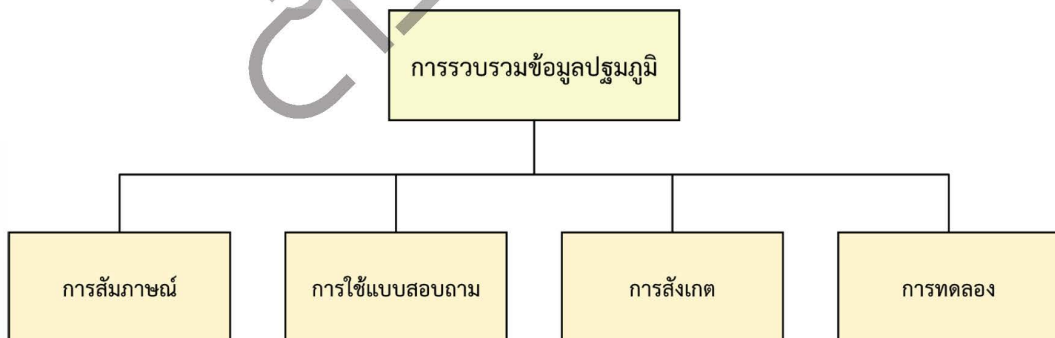 การรวบรวมข้อมูลปฐมภูมิ
การสัมภาษณ์
การใช้แบบสอบถาม
การสังเกต
การทดลอง